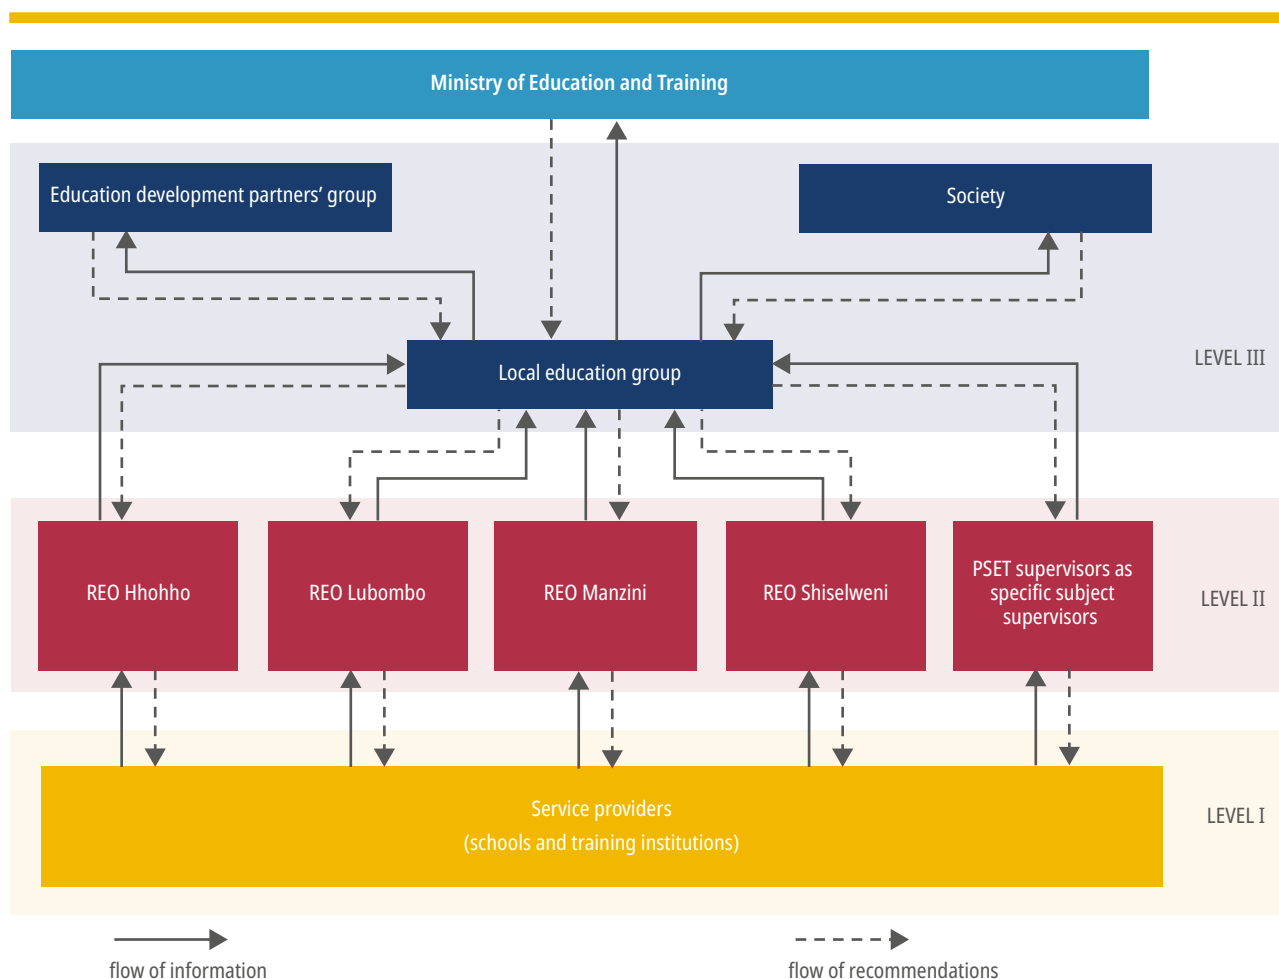 Ministry of Education and Training
Education development partners’ group
Society
Local education group
LEVEL III
REO Hhohho
REO Lubombo
REO Manzini
REO Shiselweni
PSET supervisors as
specific subject
supervisors
LEVEL II
Service providers
(schools and training institutions)
LEVEL I
flow of information
flow of recommendations